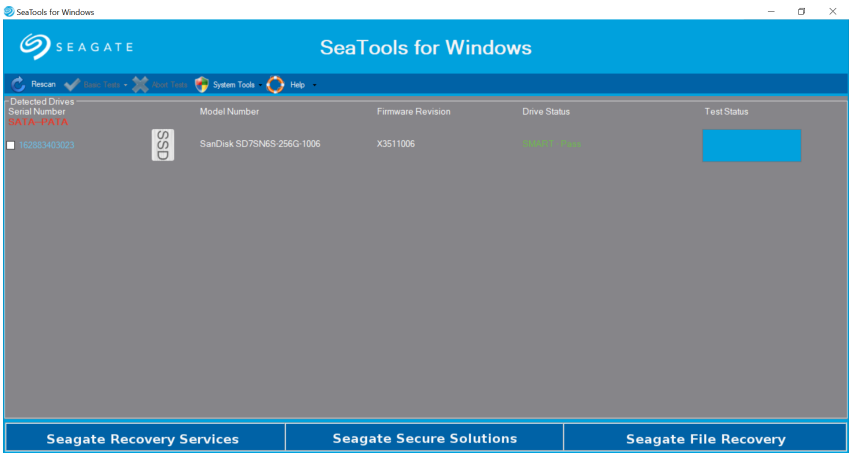 SeaTools for Windows
SEAGATE
SeaTools for Windows
Rescan Basic Tests Abort Tests System Tools Help
Detected Drives
Serial Number Model Number Firmware Revision Drive Status Test Status
SATA--PATA
162883403023 SSD SanDisk SD7SN6S-256G-1006 X3511006 SMART Pass
Seagate Recovery Services Seagate Secure Solutions Seagate File Recovery